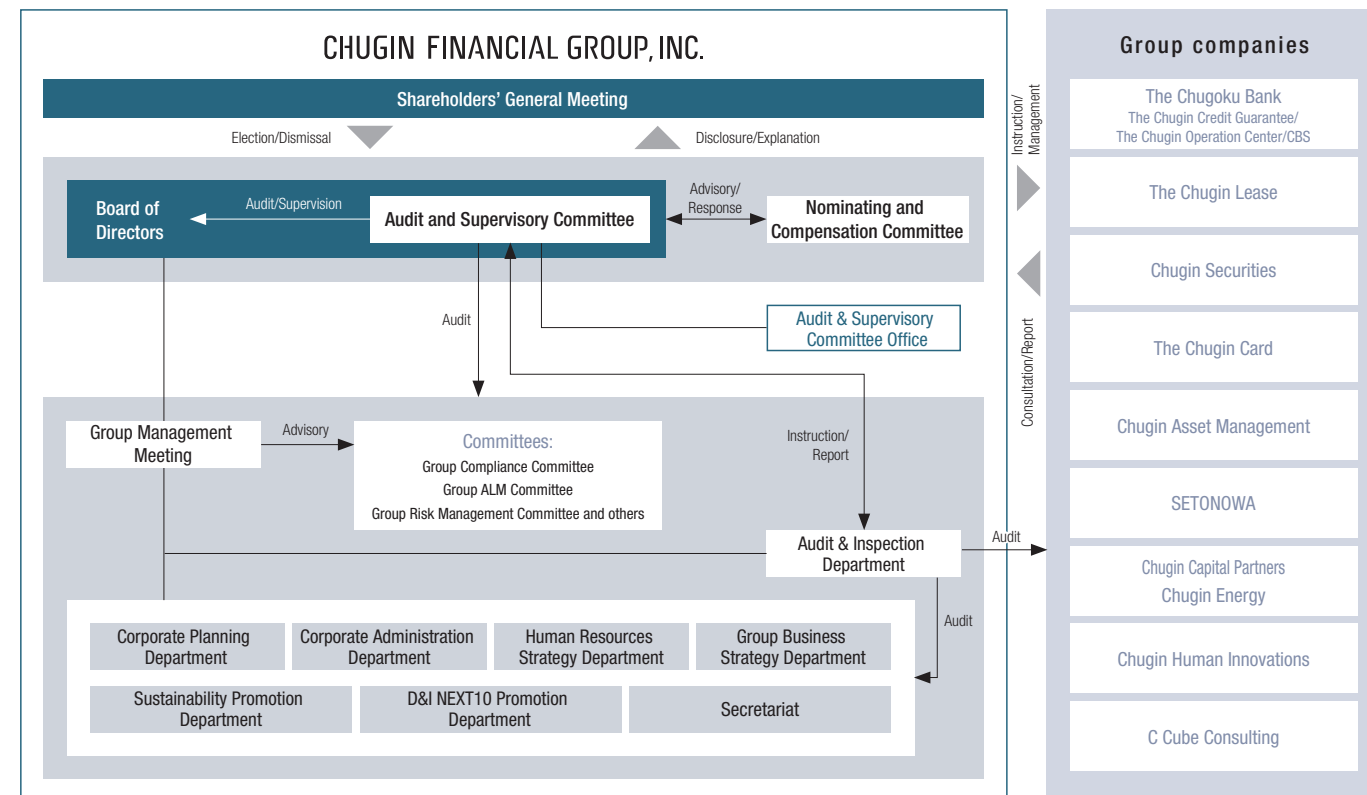 CHUGIN FINANCIAL GROUP, INC.
Shareholders' General Meeting
Election/Dismissal
Disclosure/Explanation
Board of
Directors
Audit/Supervision
Audit and Supervisory Committee
Advisory/
Response
Nominating and
Compensation Committee
Audit
Audit & Supervisory
Committee Office
Group Management
Meeting
Advisory
Committees:
Group Compliance Committee
Group ALM Committee
Group Risk Management Committee and others
Instruction/
Report
Audit & Inspection
Department
Audit
Audit
Corporate Planning
Department
Corporate Administration
Department
Human Resources
Strategy Department
Group Business
Strategy Department
Sustainability Promotion
Department
D&I NEXT10 Promotion
Department
Secretariat
Instruction/
Management
Consultation/Report
Group companies
The Chugoku Bank
The Chugin Credit Guarantee/
The Chugin Operation Center/CBS
The Chugin Lease
Chugin Securities
The Chugin Card
Chugin Asset Management
SETONOWA
Chugin Capital Partners
Chugin Energy
Chugin Human Innovations
C Cube Consulting